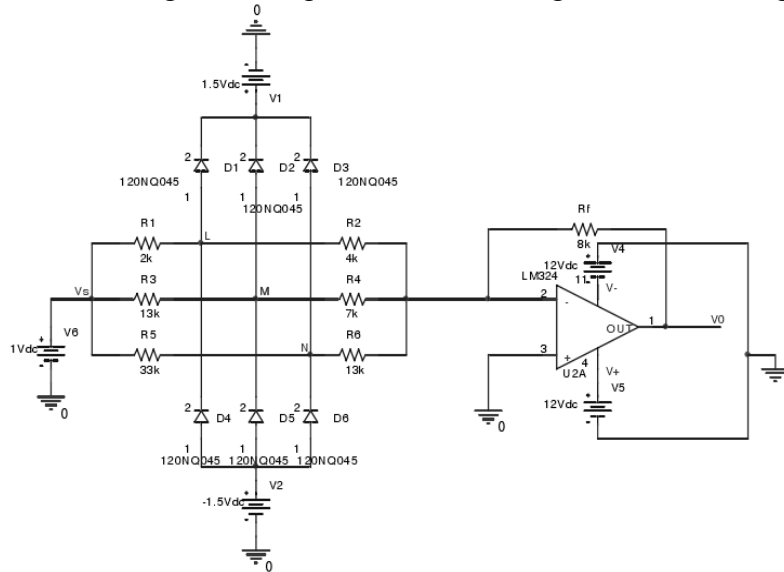 0
1.5Vdc
V1
2 2 2
D1 D2 D3
120NQ045 120NQ045
1 1 1
120NQ045
R1 R2 Rf
2k L 4k 8k V4
LM324 12Vdc
11
Vs R3 M R4 2 - V-
13k 7k OUT 1 V0
V6 R5 N R6 3 + 4 V+
1Vdc 33k 13k U2A V5
12Vdc
0 0
2 2 2
D4 D5 D6
1 1 1
120NQ045 120NQ045 120NQ045
V2
-1.5Vdc
0